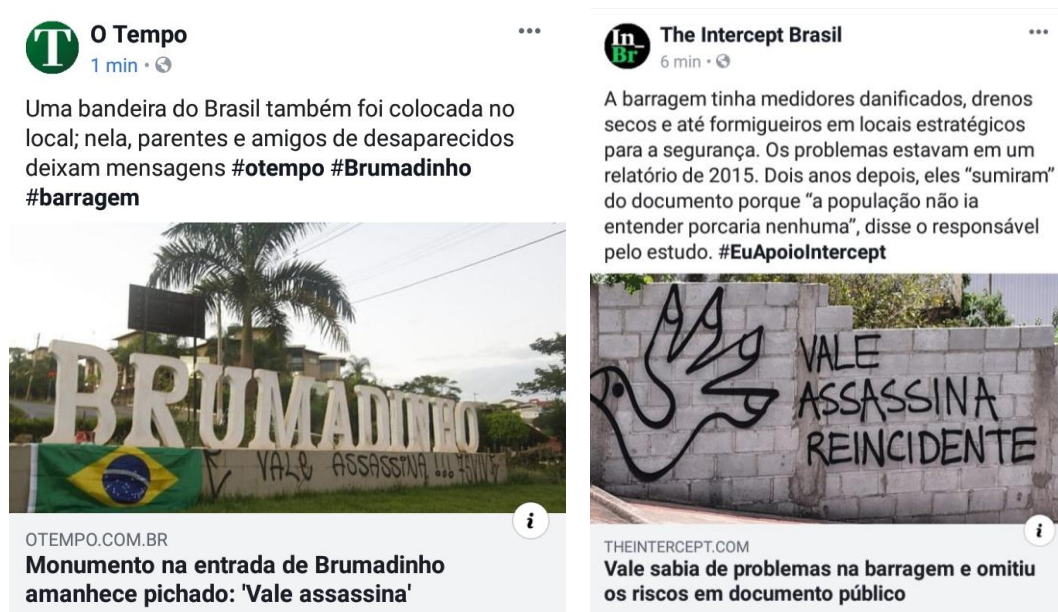 O Tempo
1 min
Uma bandeira do Brasil também foi colocada no
local; nela, parentes e amigos de desaparecidos
deixam mensagens #otempo #Brumadinho
#barragem
BRUMADINHO
VALE ASSASSINA...
OTEMPO.COM.BR
Monumento na entrada de Brumadinho
amanhece pichado: 'Vale assassina'
In_
Br
The Intercept Brasil
6 min
A barragem tinha medidores danificados, drenos
secos e até formigueiros em locais estratégicos
para a segurança. Os problemas estavam em um
relatório de 2015. Dois anos depois, eles “sumiram”
do documento porque “a população não ia
entender porcaria nenhuma”, disse o responsável
pelo estudo. #EuApoioIntercept
VALE
ASSASSINA
REINCIDENTE
THEINTERCEPT.COM
Vale sabia de problemas na barragem e omitiu
os riscos em documento público